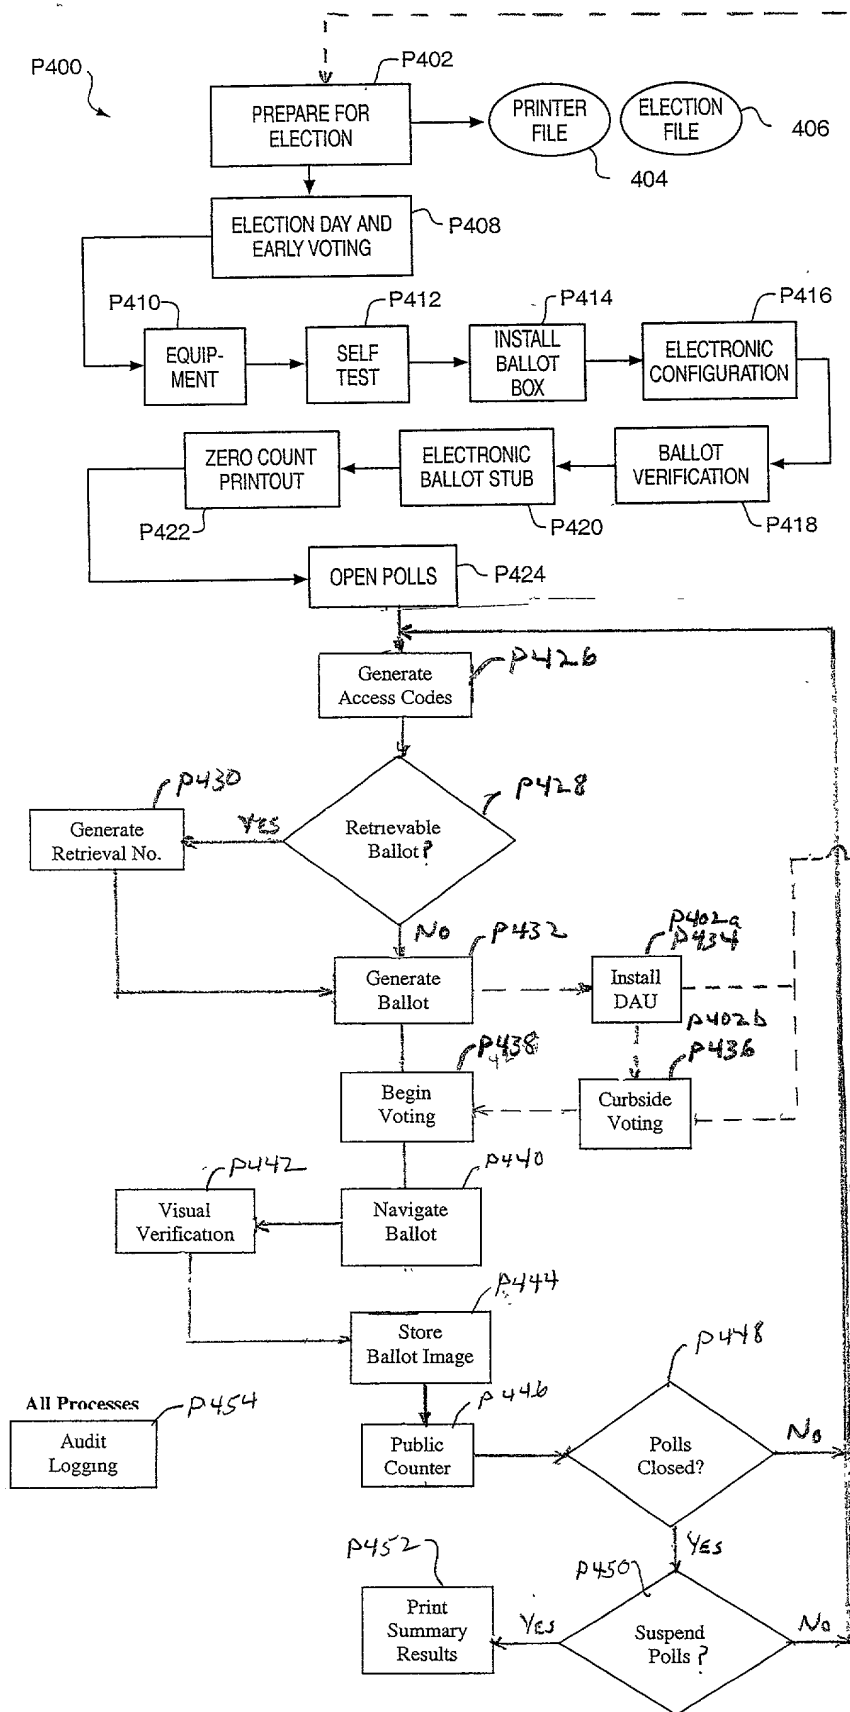 P400
P402
PREPARE FOR
ELECTION
PRINTER
FILE
404
ELECTION
FILE
406
ELECTION DAY AND
EARLY VOTING
P408
P410
EQUIP-
MENT
P412
SELF
TEST
P414
INSTALL
BALLOT
BOX
P416
ELECTRONIC
CONFIGURATION
ZERO COUNT
PRINTOUT
P422
ELECTRONIC
BALLOT STUB
P420
BALLOT
VERIFICATION
P418
OPEN POLLS
P424
Generate
Access Codes
P426
P428
Retrievable
Ballot?
YES
P430
Generate
Retrieval No.
NO
P432
Generate
Ballot
P402a
P434
Install
DAU
P402b
P436
Curbside
Voting
P438
Begin
Voting
P440
Navigate
Ballot
P442
Visual
Verification
P444
Store
Ballot Image
P446
Public
Counter
P448
Polls
Closed?
No
YES
All Processes
P454
Audit
Logging
P450
Suspend
Polls?
No
YES
P452
Print
Summary
Results